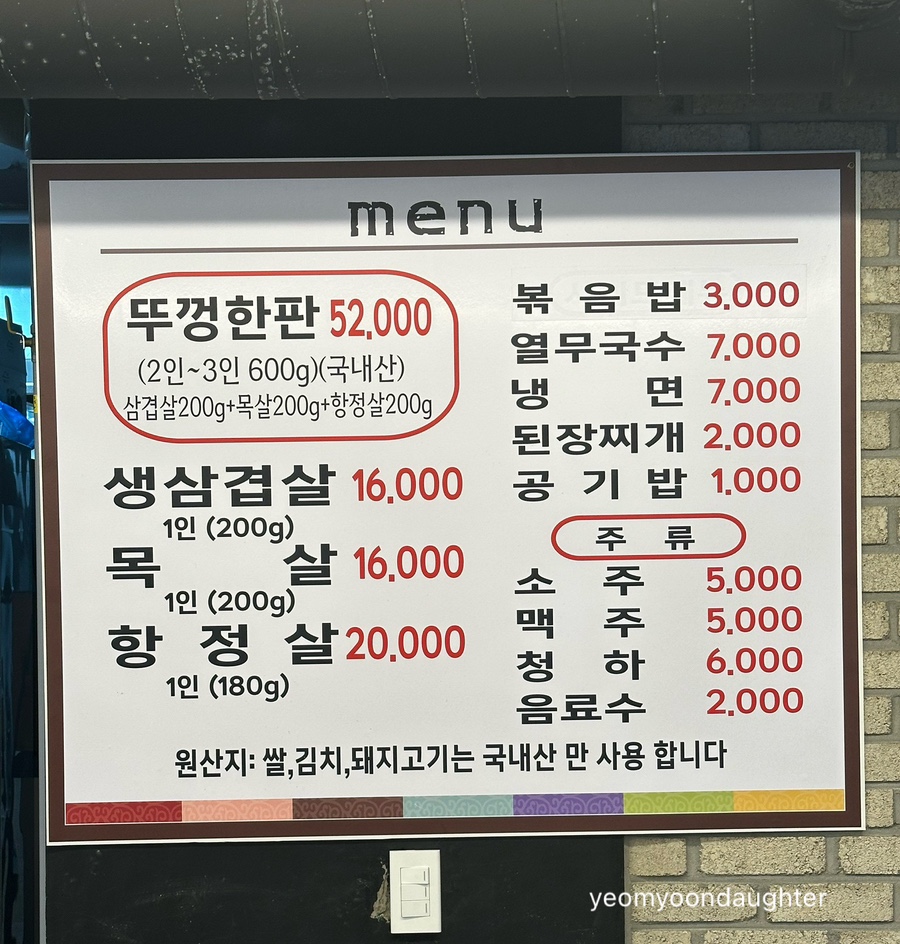 menu
뚜껑한판 52,000
(2인~3인 600g)(국내산)
삼겹살200g+목살200g+항정살200g
생삼겹살 16.000
1인 (200g)
목 살 16.000
1인 (200g)
항 정 살 20.000
1인 (180g)
볶 음 밥 3.000
열무국수 7.000
냉 면 7.000
된장찌개 2.000
공 기 밥 1.000
주 류
소 주 5.000
맥 주 5.000
청 하 6.000
음료수 2.000
원산지: 쌀,김치,돼지고기는 국내산 만 사용 합니다
yeomyoondaughter